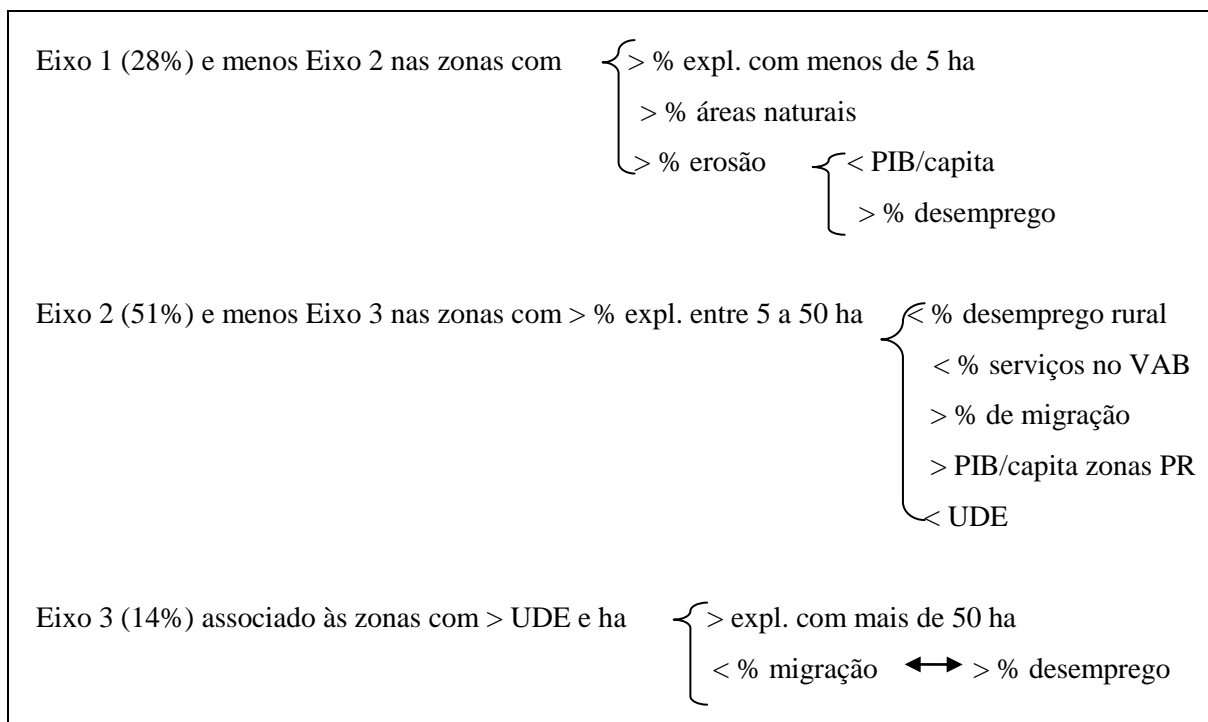 Eixo 1 (28%) e menos Eixo 2 nas zonas com > % expl. com menos de 5 ha
> % áreas naturais
> % erosão < PIB/capita
> % desemprego
Eixo 2 (51%) e menos Eixo 3 nas zonas com > % expl. entre 5 a 50 ha < % desemprego rural
< % serviços no VAB
> % de migração
> PIB/capita zonas PR
< UDE
Eixo 3 (14%) associado às zonas com > UDE e ha > expl. com mais de 50 ha
< % migração ↔ > % desemprego